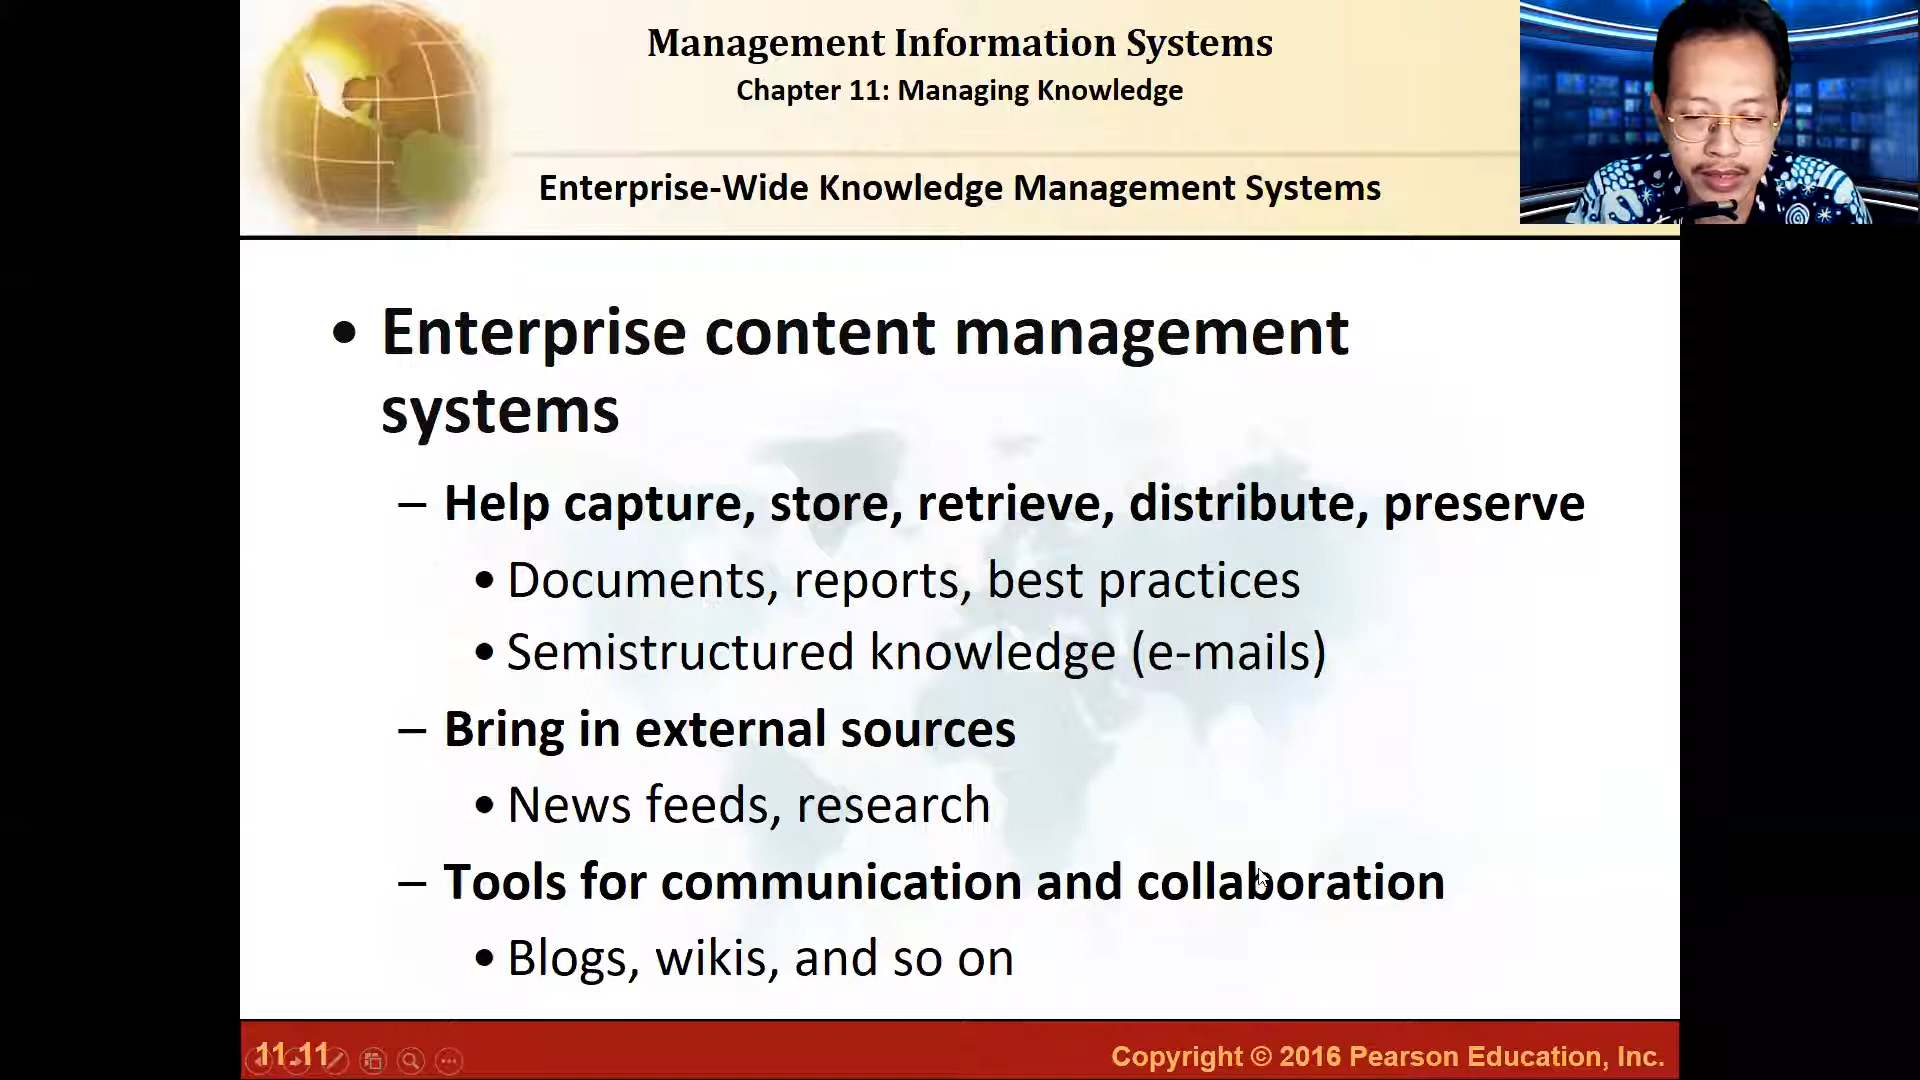 Management Information Systems
Chapter 11: Managing Knowledge
Enterprise-Wide Knowledge Management Systems
• Enterprise content management
systems
– Help capture, store, retrieve, distribute, preserve
• Documents, reports, best practices
• Semistructured knowledge (e-mails)
– Bring in external sources
• News feeds, research
– Tools for communication and collaboration
• Blogs, wikis, and so on
11.11
Copyright © 2016 Pearson Education, Inc.